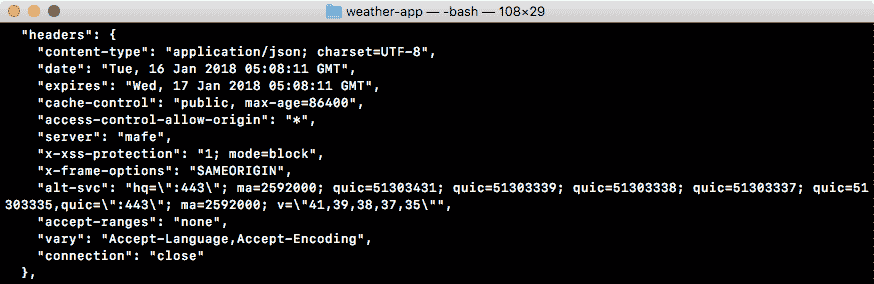 weather-app — -bash — 108×29
"headers": {
"content-type": "application/json; charset=UTF-8",
"date": "Tue, 16 Jan 2018 05:08:11 GMT",
"expires": "Wed, 17 Jan 2018 05:08:11 GMT",
"cache-control": "public, max-age=86400",
"access-control-allow-origin": "*",
"server": "mafe",
"x-xss-protection": "1; mode=block",
"x-frame-options": "SAMEORIGIN",
"alt-svc": "hq=\":443\"; ma=2592000; quic=51303431; quic=51303339; quic=51303338; quic=51303337; quic=51
303335,quic=\":443\"; ma=2592000; v=\"41,39,38,37,35\"",
"accept-ranges": "none",
"vary": "Accept-Language,Accept-Encoding",
"connection": "close"
},